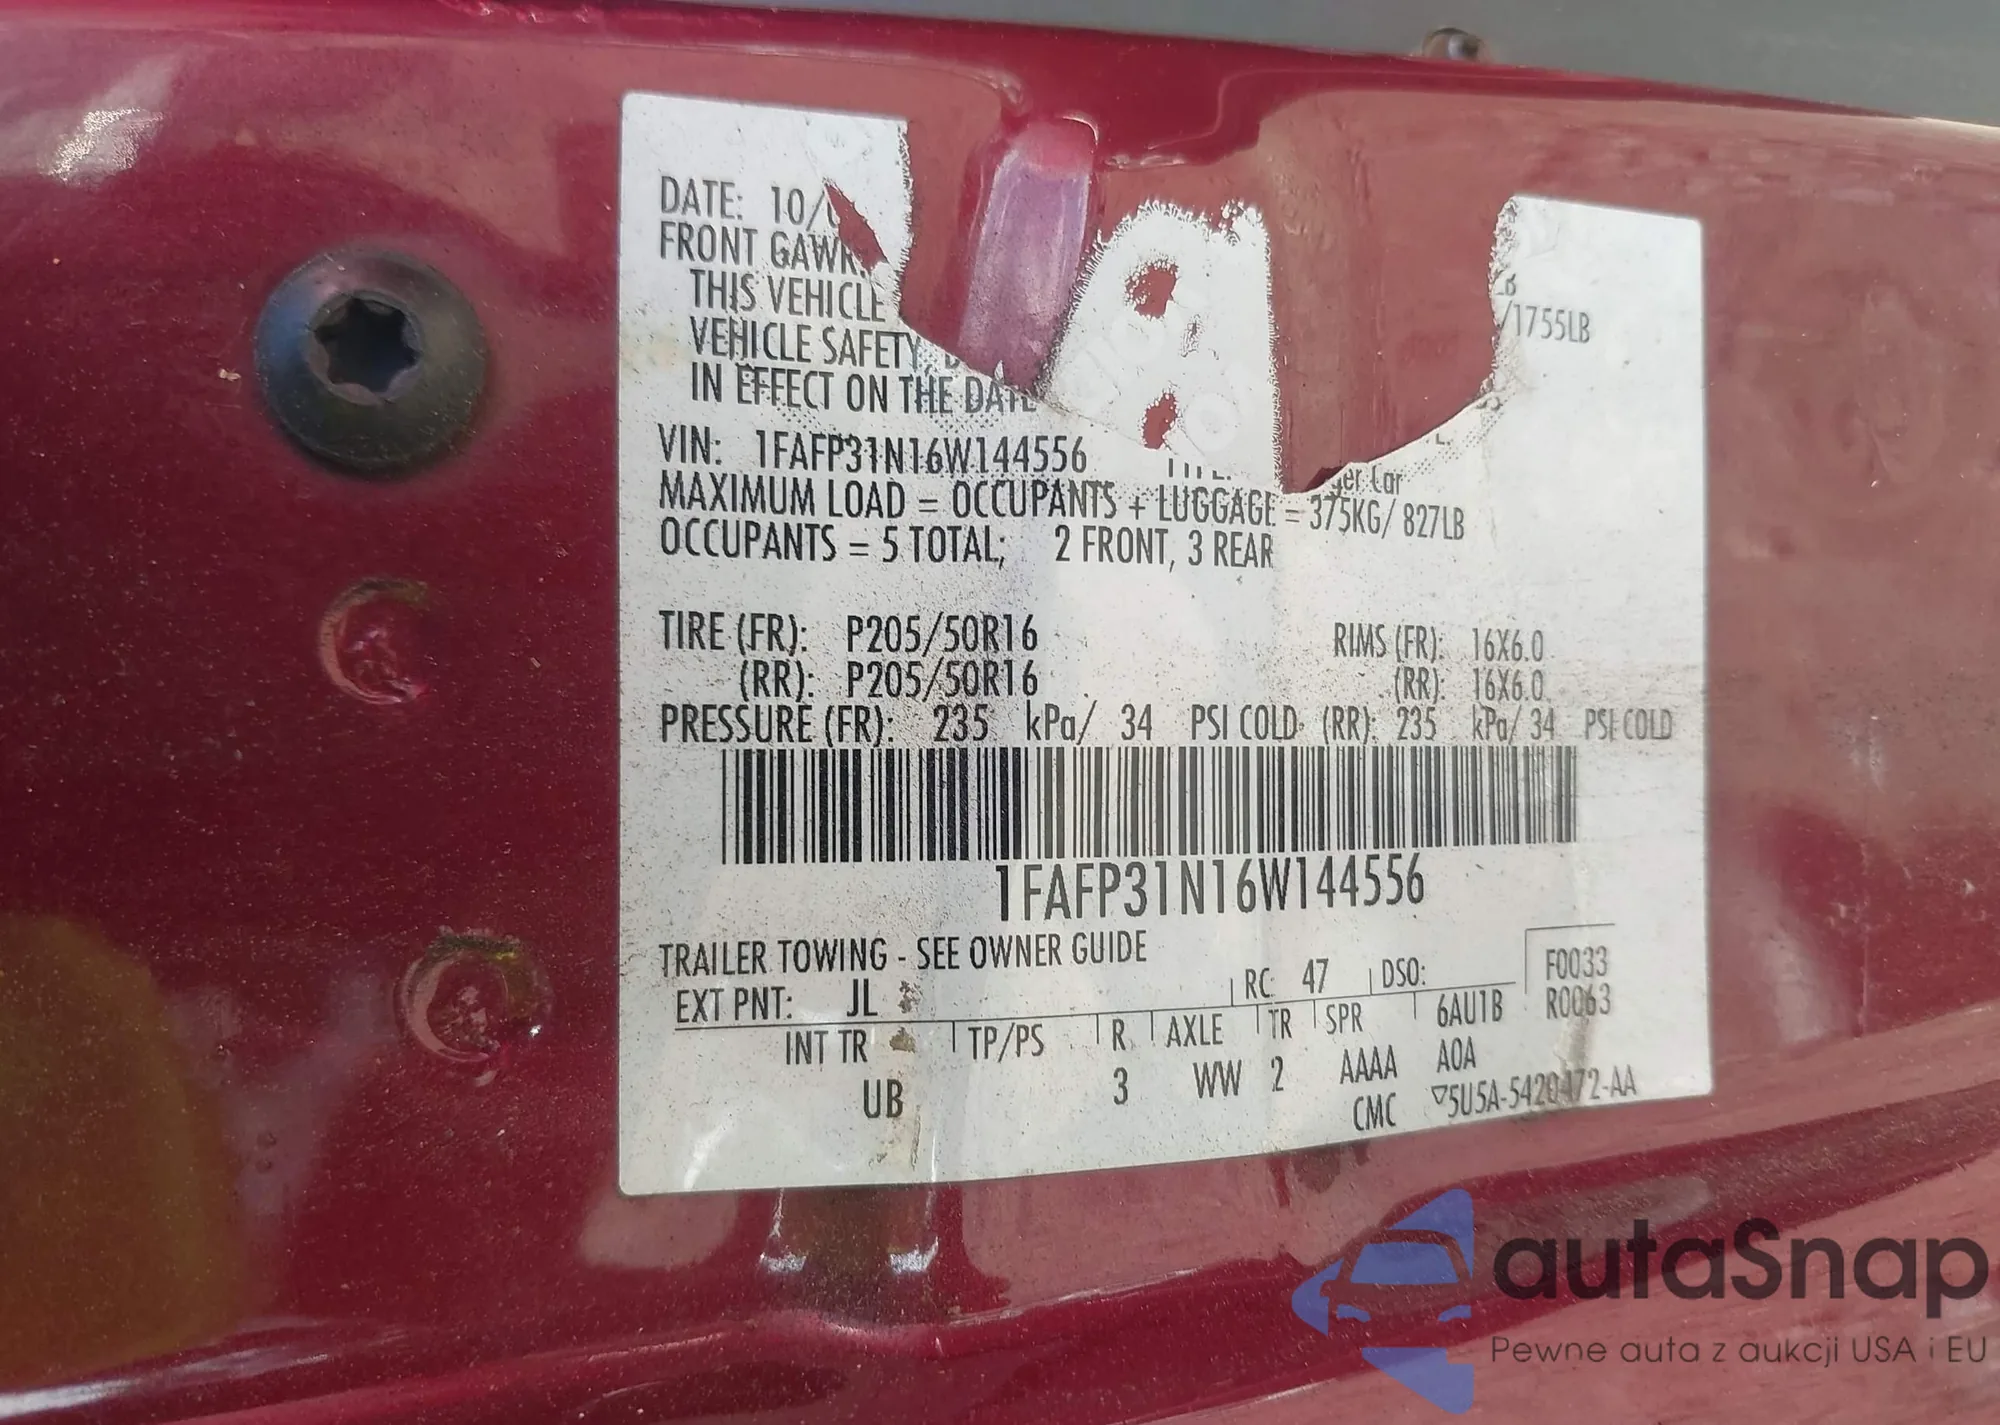 DATE: 10/
FRONT GAWR:
THIS VEHICLE
VEHICLE SAFETY,
IN EFFECT ON THE DATE
/1755LB
VIN: 1FAFP31N16W144556
Car
MAXIMUM LOAD = OCCUPANTS + LUGGAGE = 375KG/ 827LB
OCCUPANTS = 5 TOTAL; 2 FRONT, 3 REAR
TIRE (FR): P205/50R16 RIMS (FR): 16X6.0
(RR): P205/50R16 (RR): 16X6.0
PRESSURE (FR): 235 kPa/ 34 PSI COLD (RR): 235 kPa/ 34 PSI COLD
1FAFP31N16W144556
TRAILER TOWING - SEE OWNER GUIDE
EXT PNT: JL RC: 47 DSO: F0033
INT TR TP/PS R AXLE TR SPR 6AU1B R0063
UB 3 WW 2 AAAA A0A
CMC ▽5U5A-5420472-AA
autaSnap
Pewne auta z aukcji USA i EU